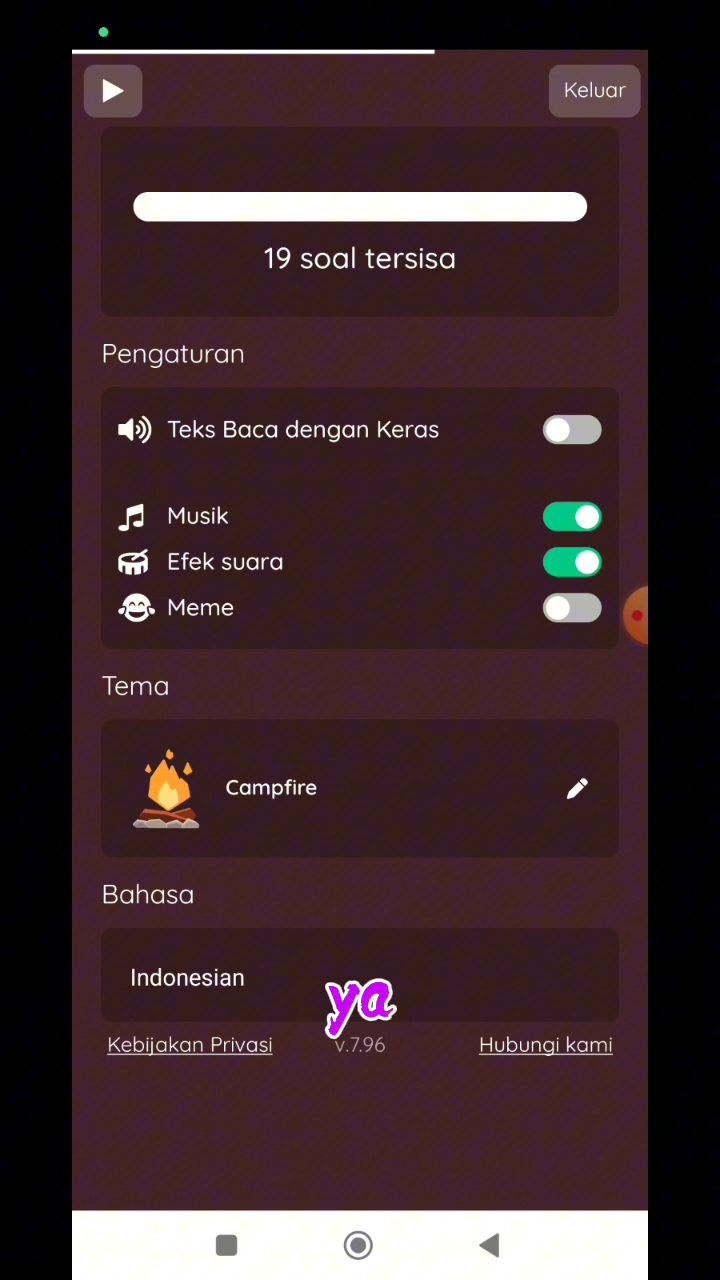 Keluar
19 soal tersisa
Pengaturan
Teks Baca dengan Keras
Musik
Efek suara
Meme
Tema
Campfire
Bahasa
Indonesian
ya
Kebijakan Privasi v.7.96 Hubungi kami